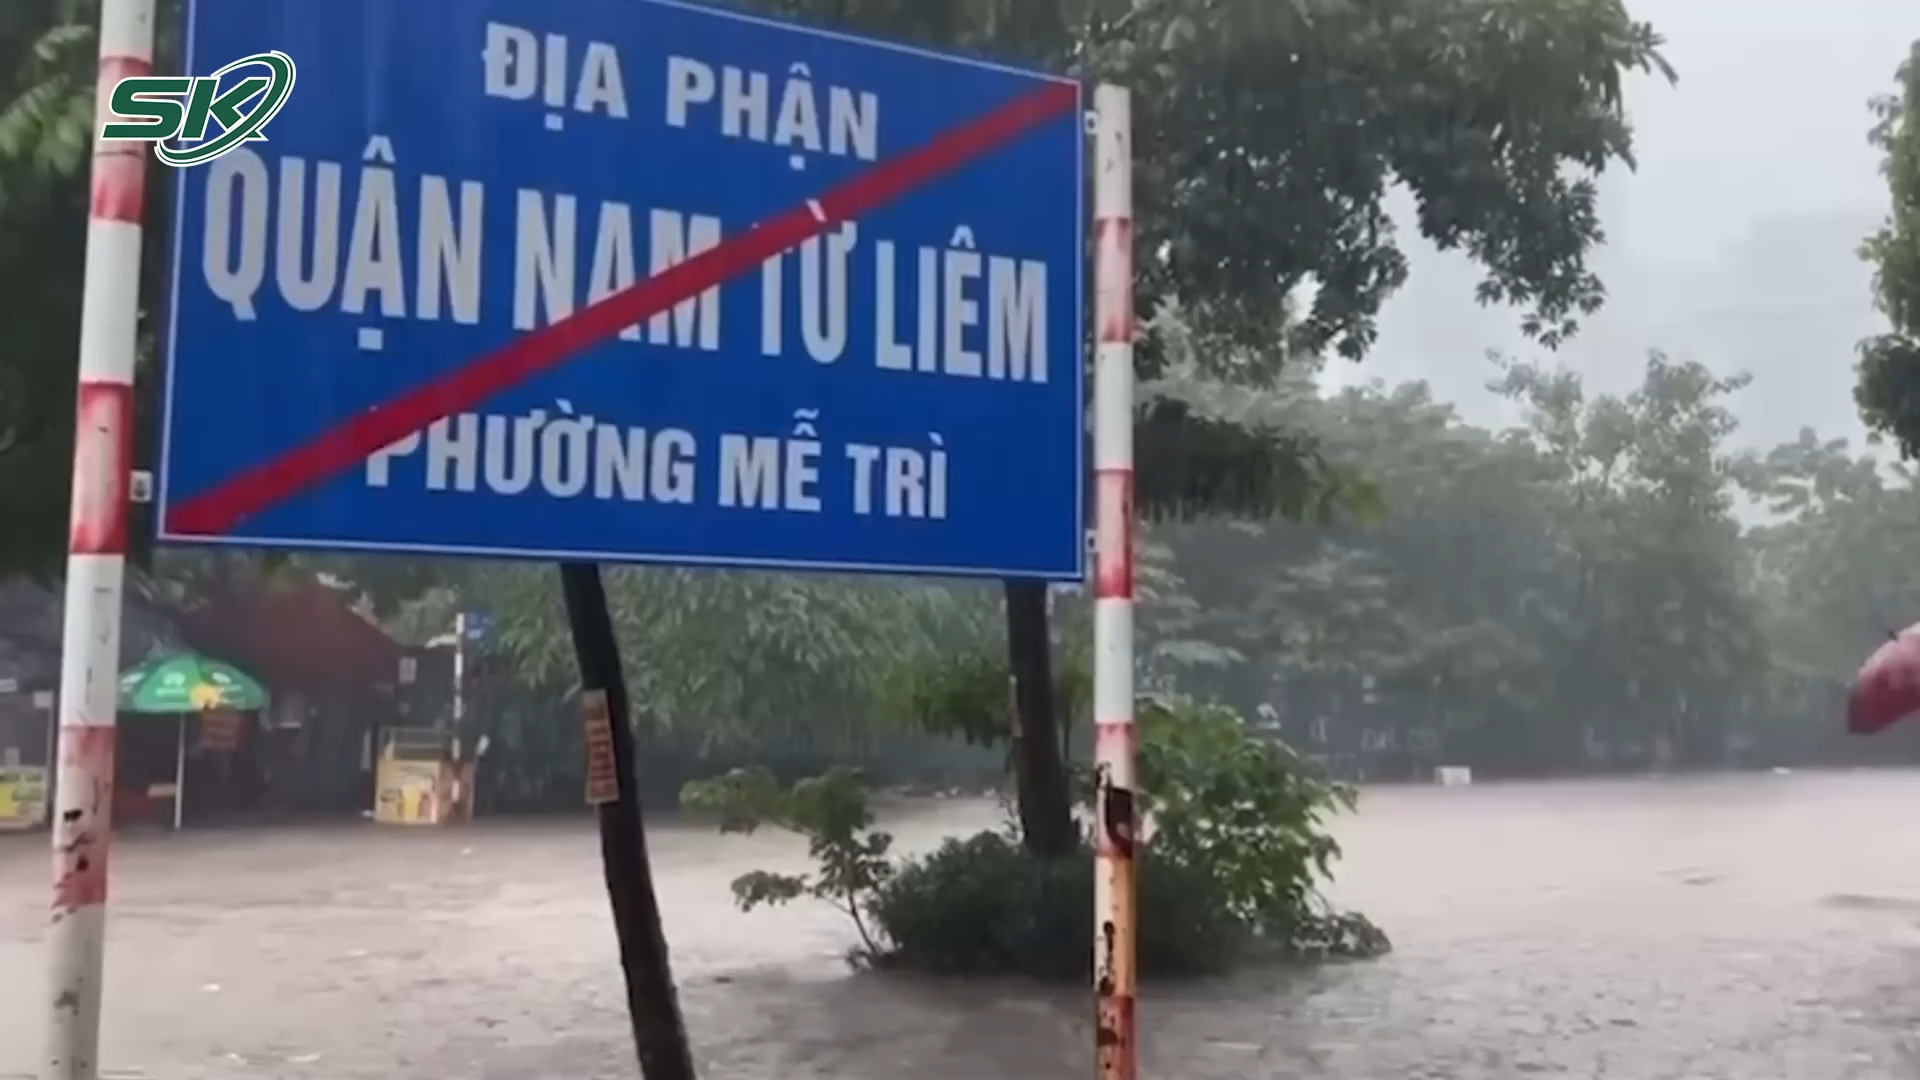 SK
ĐỊA PHẬN
QUẬN NAM TỪ LIÊM
PHƯỜNG MỄ TRÌ